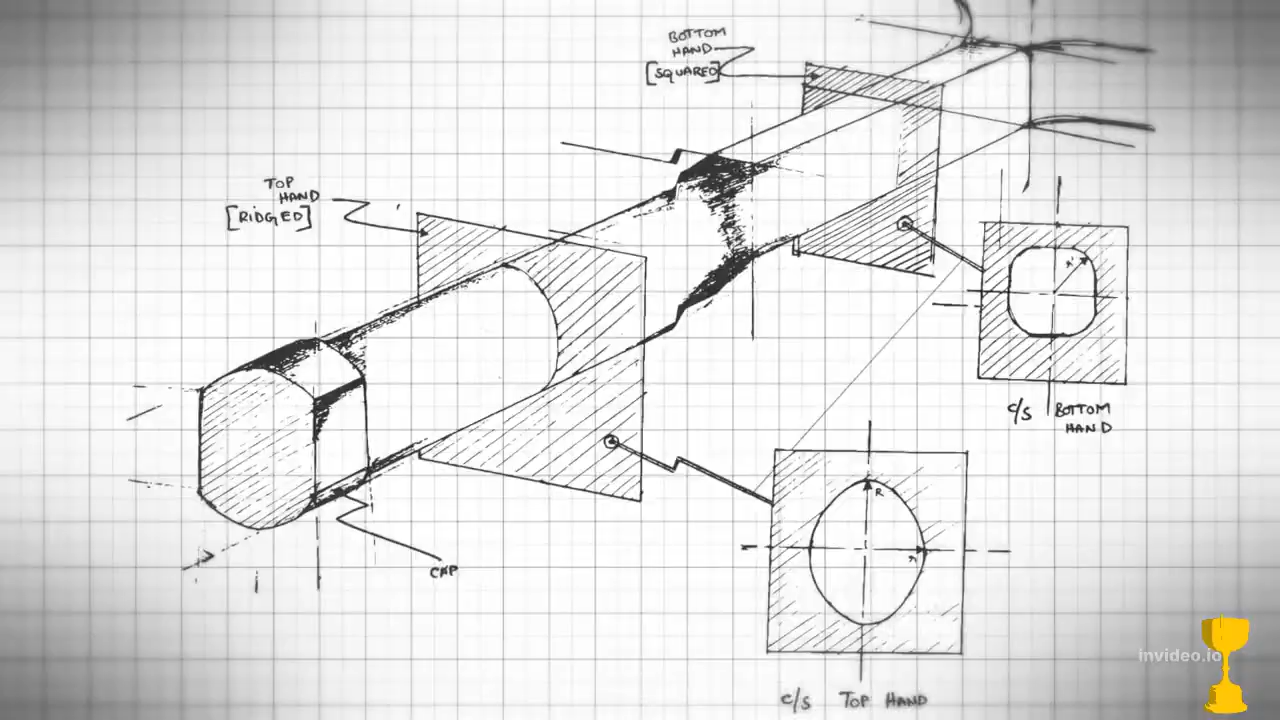 BOTTOM
HAND
[SQUARED]
TOP
HAND
[RIDGED]
C/S BOTTOM
HAND
R
r
CAP
C/S TOP HAND
invideo.io